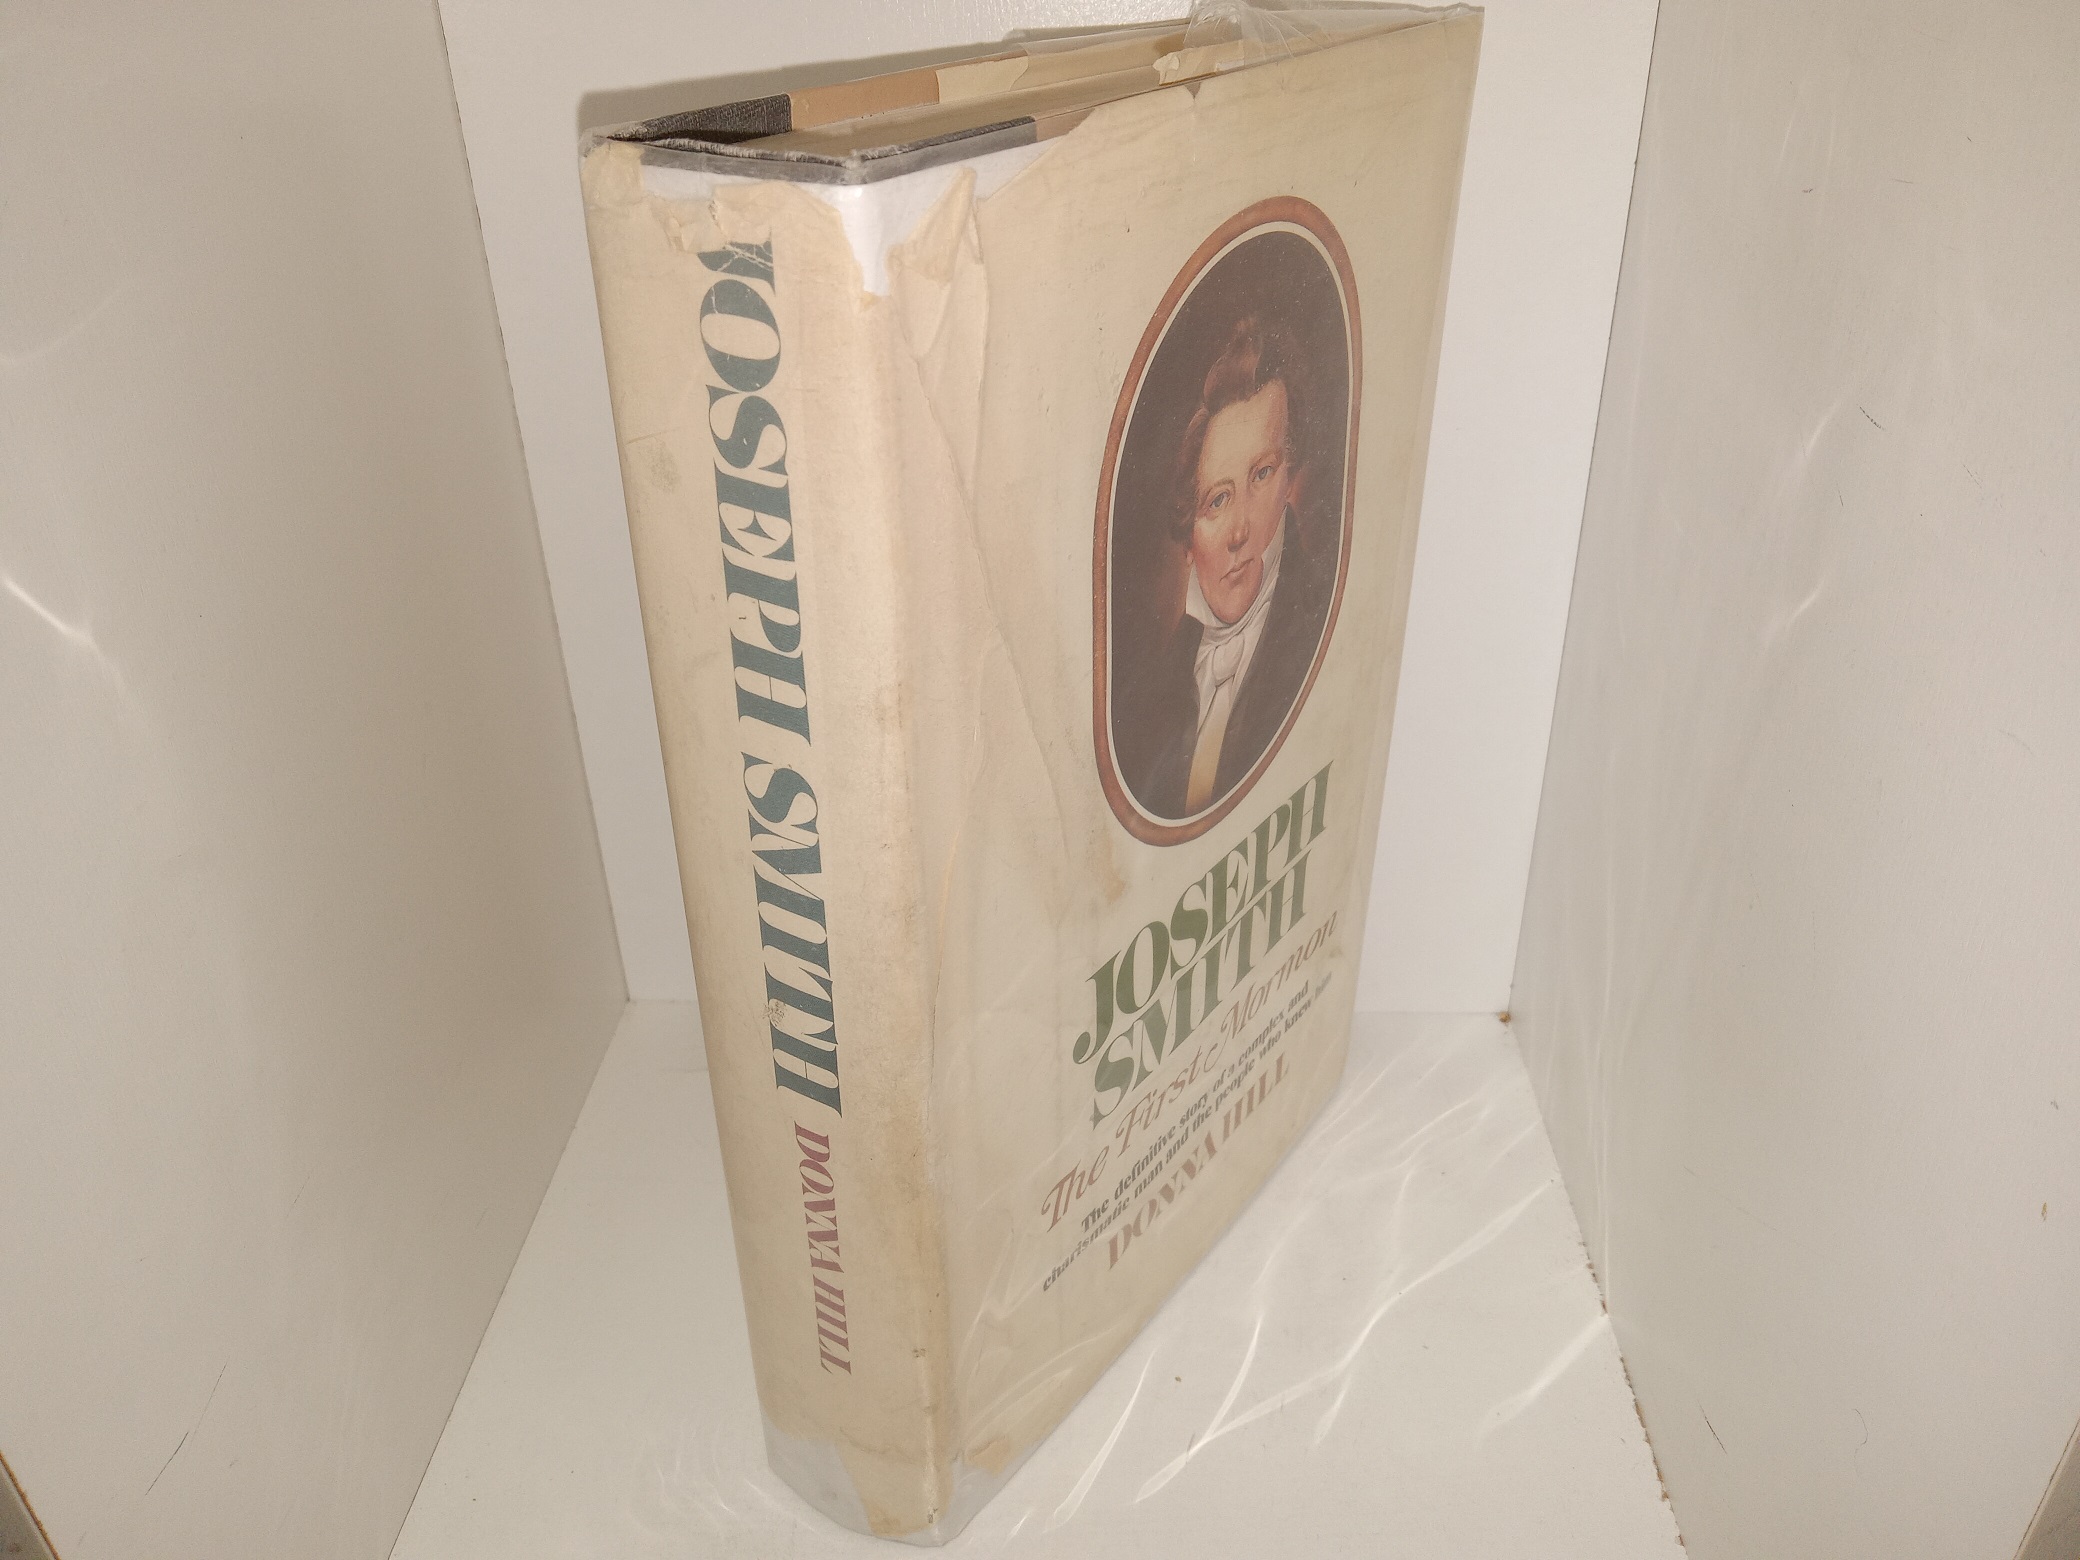 JOSEPH SMITH DONNA HILL
JOSEPH
SMITH
The First Mormon
The definitive story of a complex and
charismatic man and the people who knew him
DONNA HILL